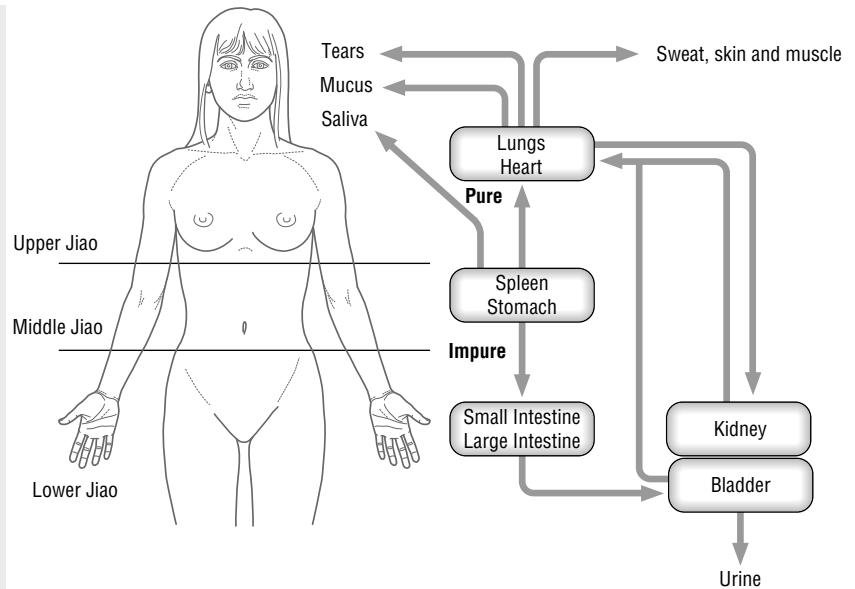 Tears
Sweat, skin and muscle
Mucus
Saliva
Lungs
Heart
Pure
Upper Jiao
Spleen
Stomach
Middle Jiao
Impure
Small Intestine
Large Intestine
Kidney
Lower Jiao
Bladder
Urine